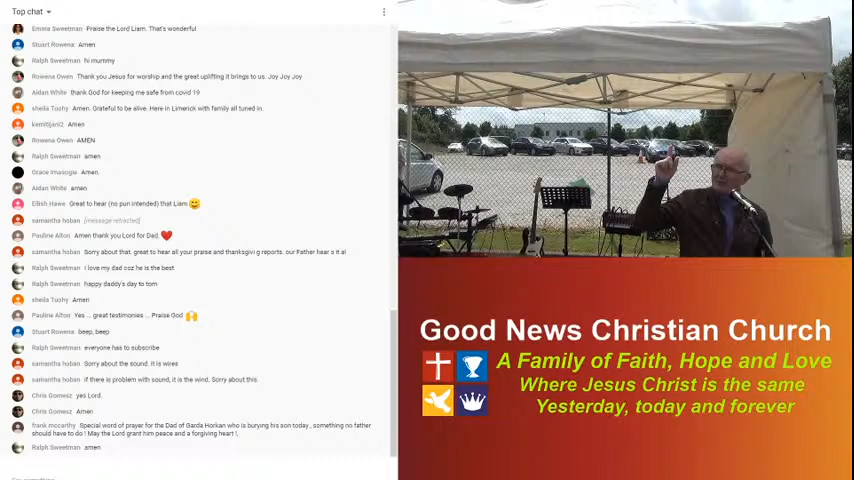 Top chat
Emma Sweetman Praise the Lord Liam. That's wonderful
Stuart Rowena Amen
Ralph Sweetman hi mummy
Rowena Owen Thank you Jesus for worship and the great uplifting it brings to us. Joy Joy Joy
Aidan White thank God for keeping me safe from covid 19
sheila Tuohy Amen. Grateful to be alive. Here in Limerick with family all tuned in.
kemitijani2 Amen
Rowena Owen AMEN
Ralph Sweetman amen
Grace Imasogie Amen.
Aidan White amen
Eilish Hawe Great to hear (no pun intended) that Liam😄
samantha hoban [message retracted]
Pauline Alton Amen thank you Lord for Dad. ❤️
samantha hoban Sorry about that. great to hear all your praise and thanksgivi g reports. our Father hear s it al
Ralph Sweetman i love my dad coz he is the best
Ralph Sweetman happy daddy's day to tom
sheila Tuohy Amen
Pauline Alton Yes ... great testimonies ... Praise God 🙌
Stuart Rowena beep, beep
Ralph Sweetman everyone has to subscribe
samantha hoban Sorry about the sound. It is wires
samantha hoban if there is problem with sound, it is the wind. Sorry about this.
Chris Gomesz yes Lord.
Chris Gomesz Amen
frank mccarthy Special word of prayer for the Dad of Garda Horkan who is burying his son today , something no father
should have to do ! May the Lord grant him peace and a forgiving heart !,
Ralph Sweetman amen
Good News Christian Church
A Family of Faith, Hope and Love
Where Jesus Christ is the same
Yesterday, today and forever